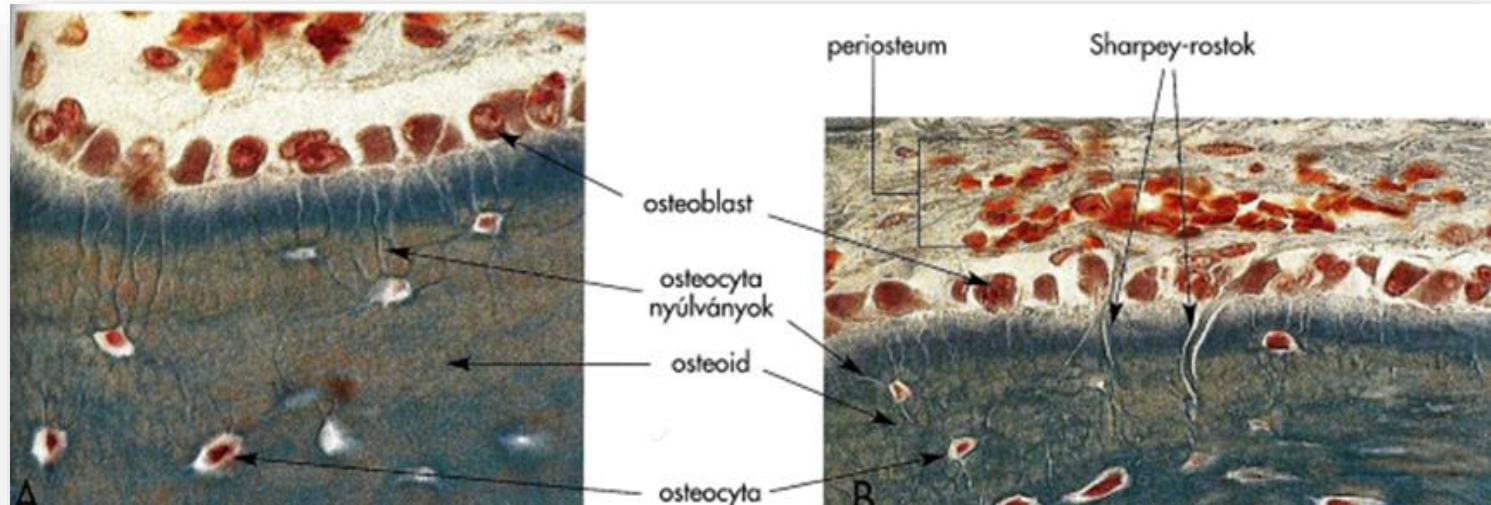 periosteum
Sharpey-rostok
osteoblast
osteocyta
nyúlványok
osteoid
osteocyta
A
B